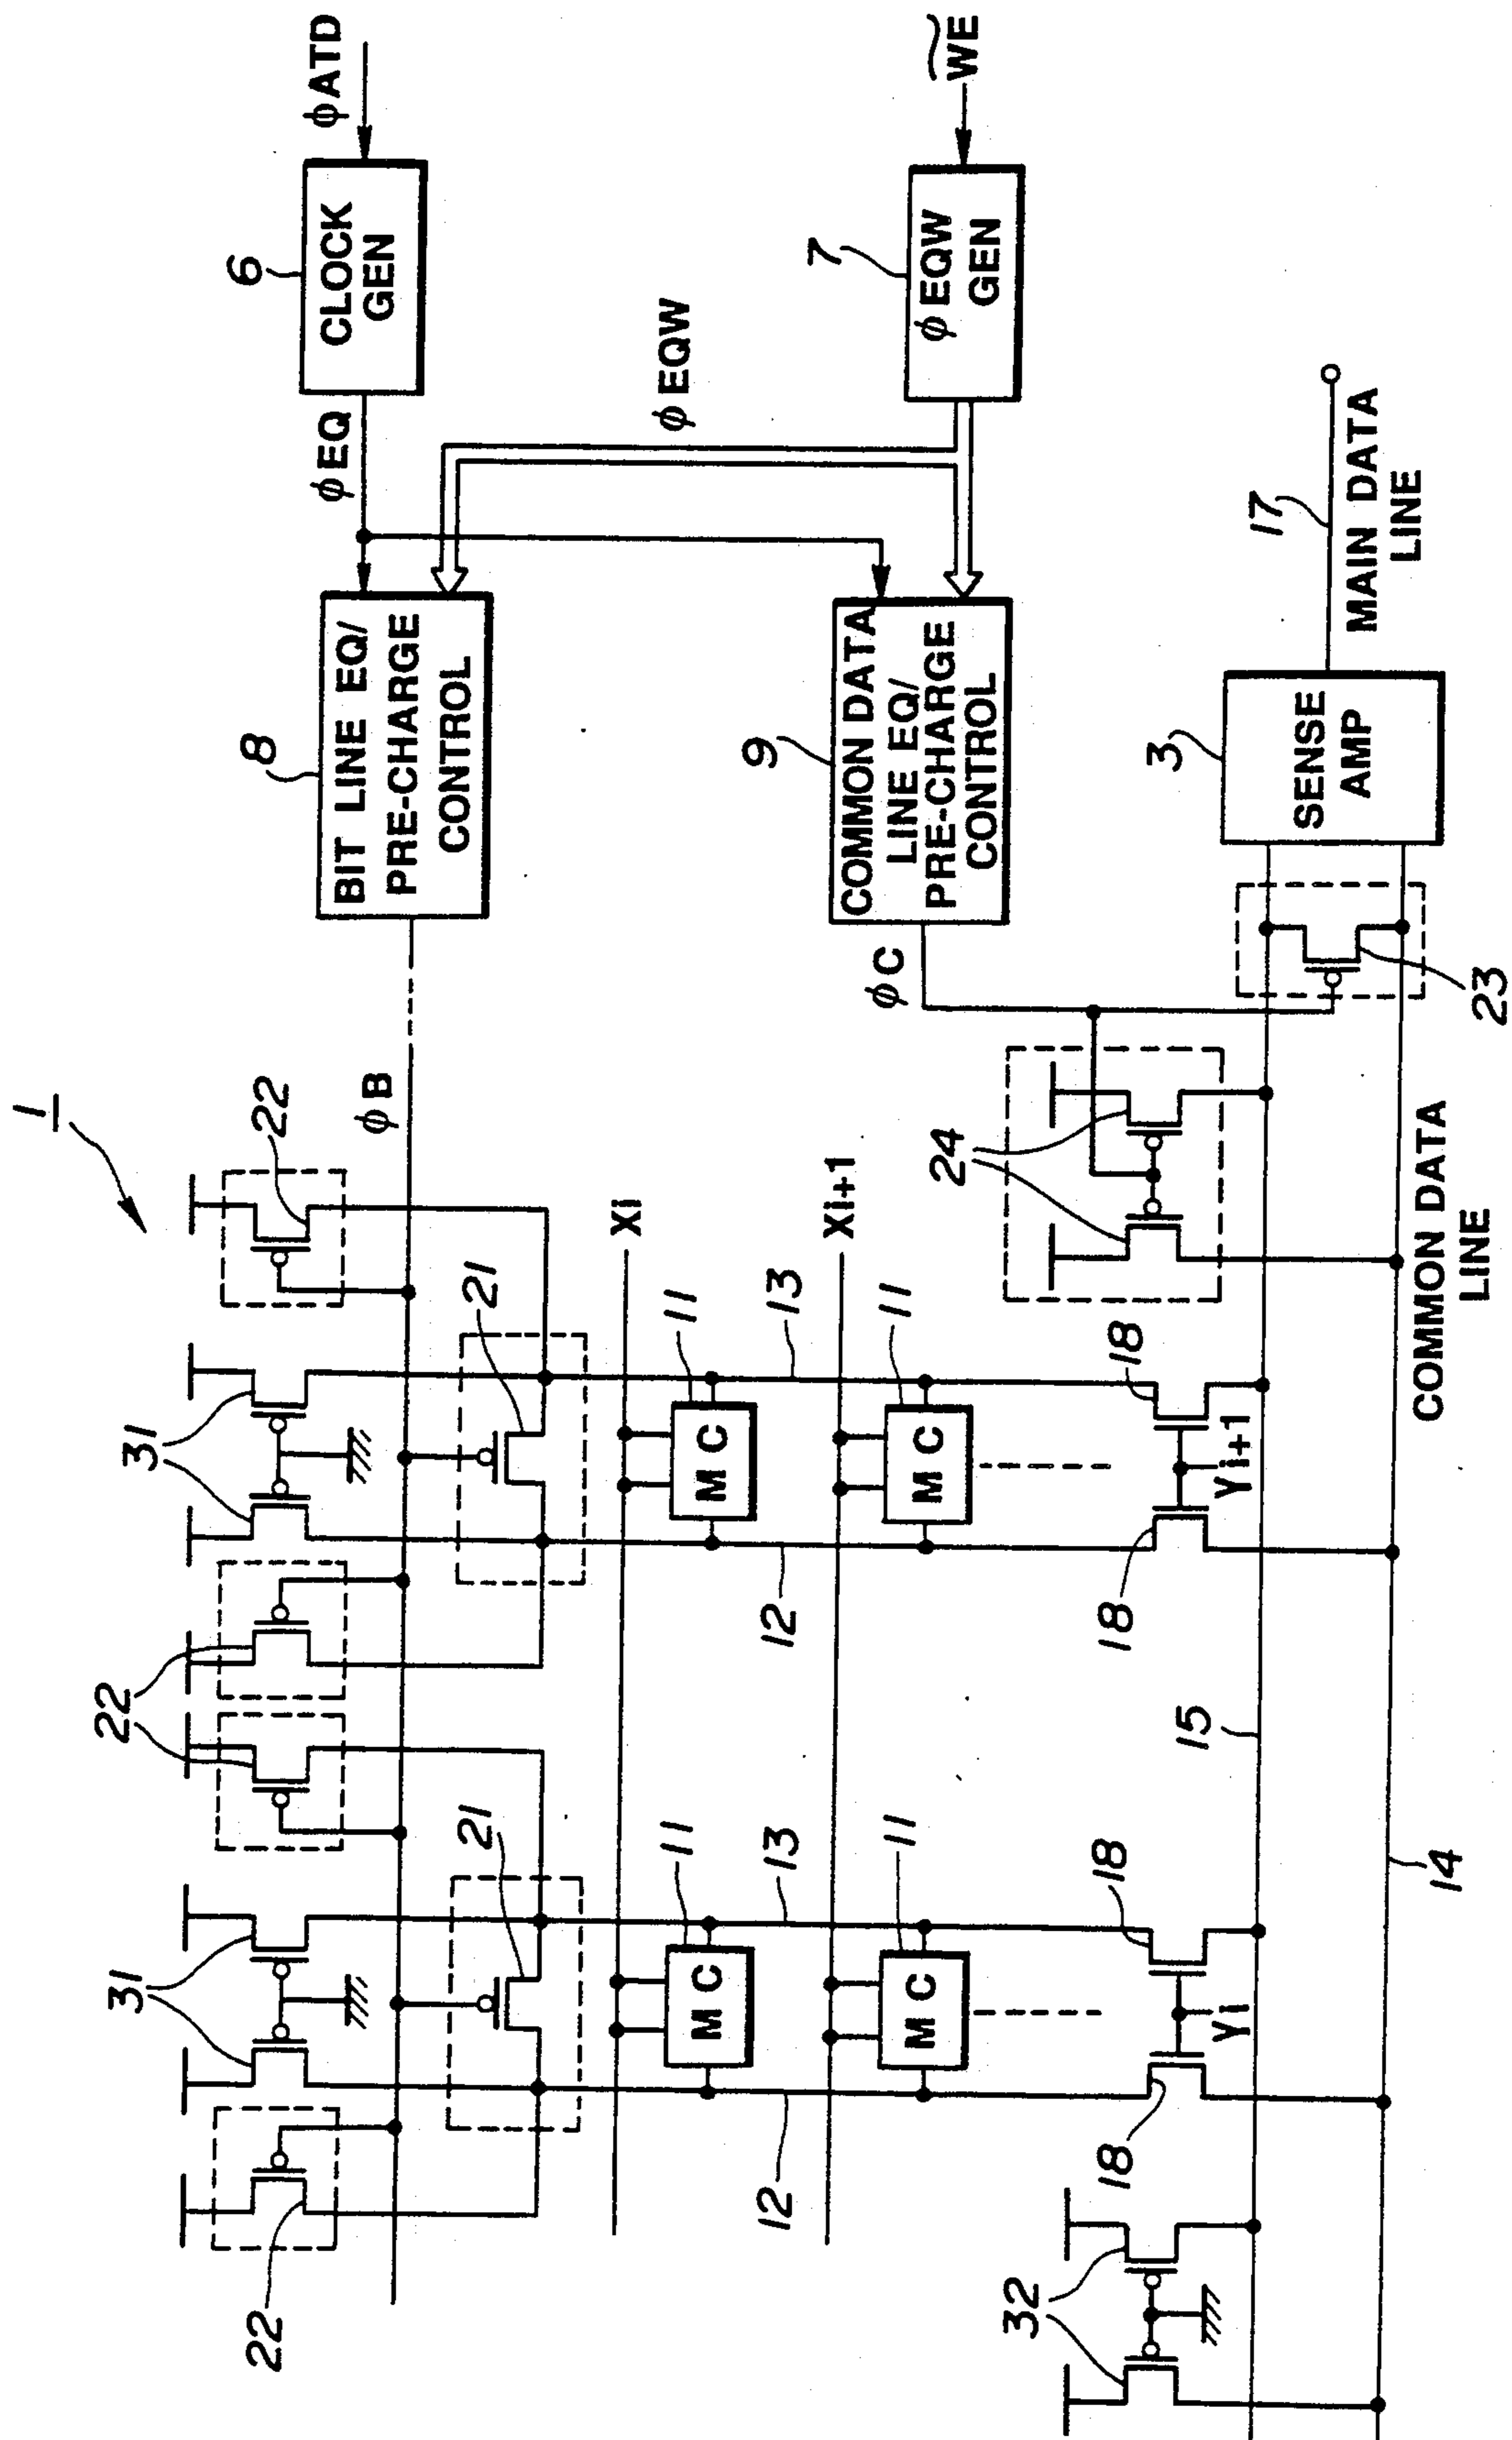 1
31
22
31
22
22
φB
8
BIT LINE EQ/
PRE-CHARGE
CONTROL
φEQ
6
CLOCK
GEN
φATD
21
21
Xi
11
MC
11
MC
12
13
12
13
φEQW
Xi+1
11
MC
11
MC
9
COMMON DATA
LINE EQ/
PRE-CHARGE
CONTROL
φC
7
φEQW
GEN
WE
32
18
18
Yi
18
18
Yi+1
24
15
14
23
3
SENSE
AMP
17
MAIN DATA
LINE
COMMON DATA
LINE